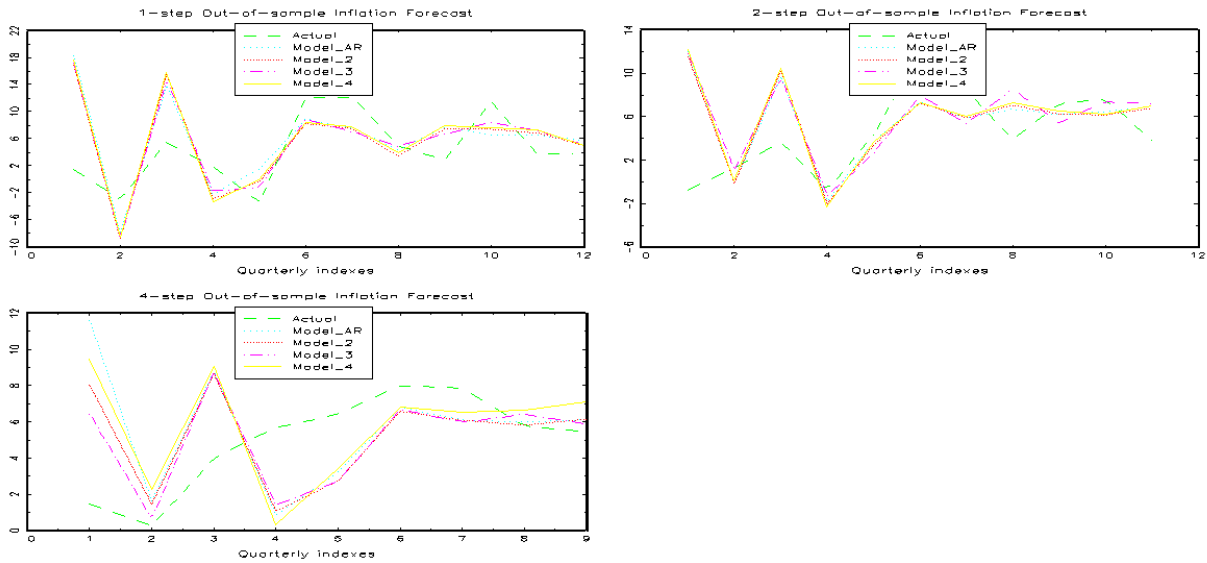 1-step Out-of-sample Inflation Forecast
22
18
14
10
6
2
-2
-6
-10
Actual
Model_AR
Model_2
Model_3
Model_4
0 2 4 6 8 10 12
Quarterly indexes
2-step Out-of-sample Inflation Forecast
14
10
6
2
-2
-6
Actual
Model_AR
Model_2
Model_3
Model_4
0 2 4 6 8 10 12
Quarterly indexes
4-step Out-of-sample Inflation Forecast
12
10
8
6
4
2
0
Actual
Model_AR
Model_2
Model_3
Model_4
0 1 2 3 4 5 6 7 8 9
Quarterly indexes